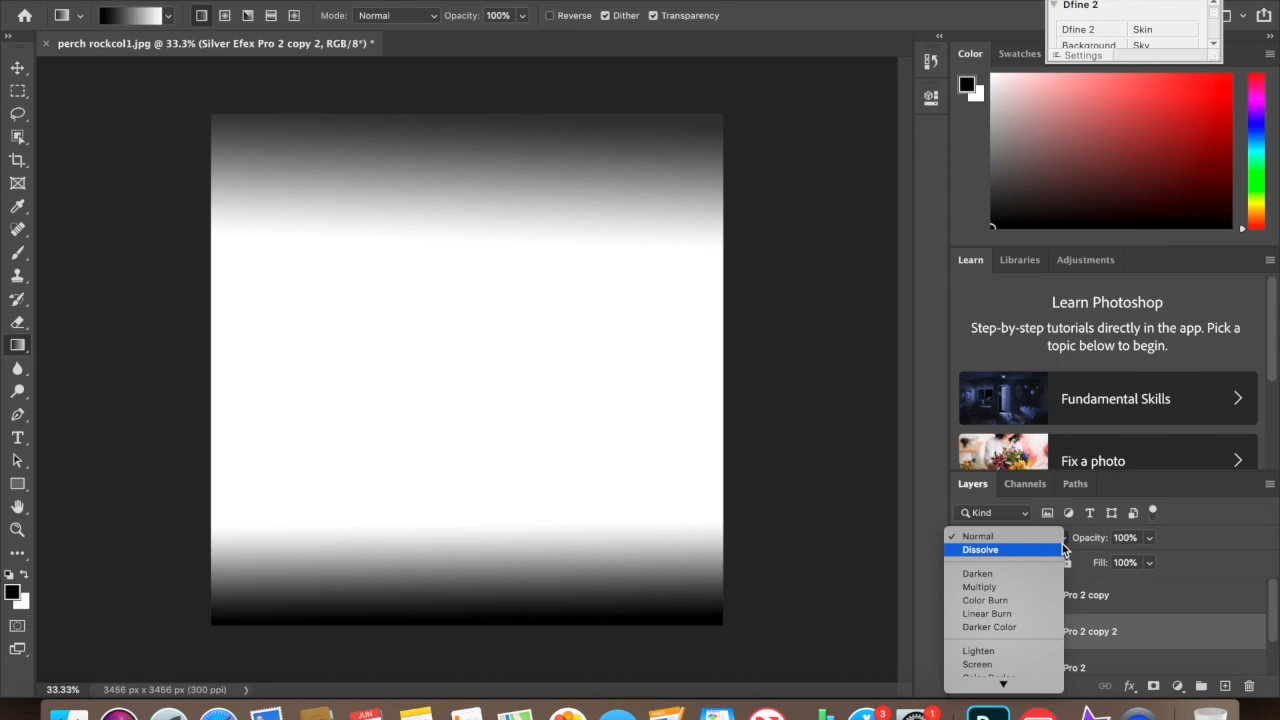 Mode: Normal Opacity: 100% Reverse Dither Transparency
Dfine 2
Dfine 2 Skin
Background Sky
Settings
× perch rockcol1.jpg @ 33.3% (Silver Efex Pro 2 copy 2, RGB/8*) *
Color Swatches
Learn Libraries Adjustments
Learn Photoshop
Step-by-step tutorials directly in the app. Pick a
topic below to begin.
Fundamental Skills
Fix a photo
Layers Channels Paths
Kind
Normal
Opacity: 100%
Dissolve
Fill: 100%
Darken
Multiply
Color Burn
Linear Burn
Darker Color
Lighten
Screen
Pro 2 copy
Pro 2 copy 2
Pro 2
fx
33.33% 3456 px x 3456 px (300 ppi)
JUN
3
1